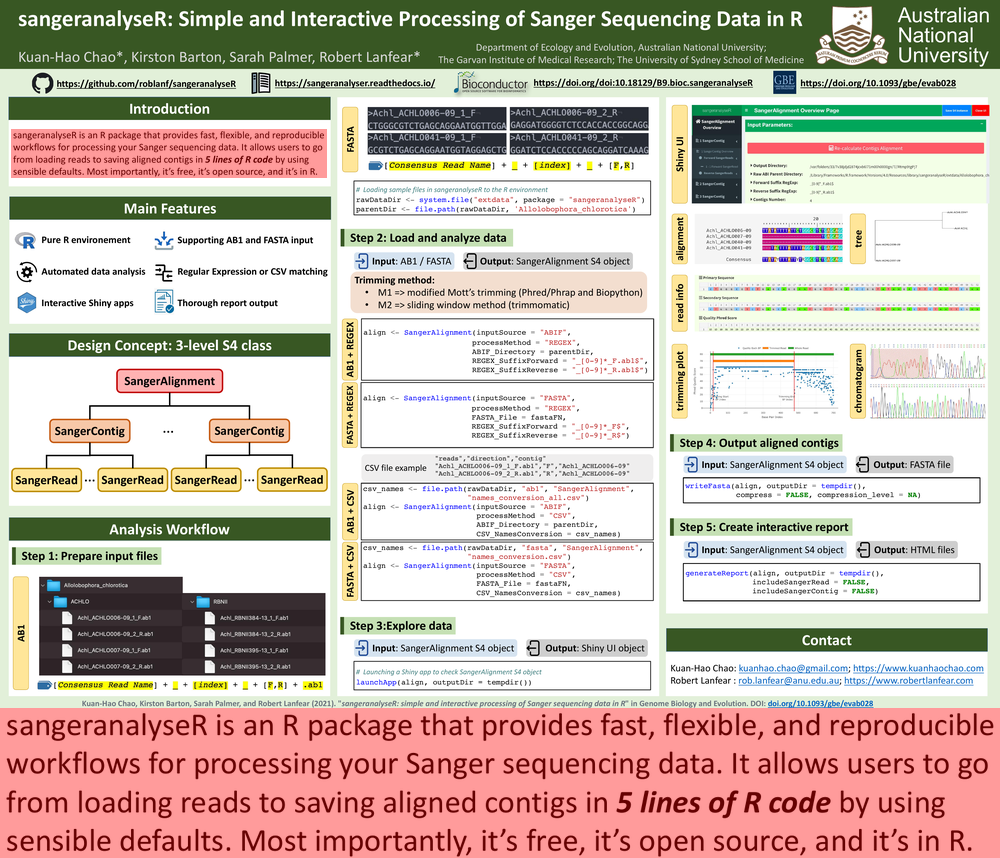 sangeranalyseR: Simple and Interactive Processing of Sanger Sequencing Data in R
Kuan-Hao Chao*, Kirston Barton, Sarah Palmer, Robert Lanfear*
Department of Ecology and Evolution, Australian National University;
The Garvan Institute of Medical Research; The University of Sydney School of Medicine
Australian
National
University
https://github.com/roblanf/sangeranalyseR
https://sangeranalyser.readthedocs.io/
Bioconductor
https://doi.org/doi:10.18129/B9.bioc.sangeranalyseR
GBE
https://doi.org/10.1093/gbe/evab028
Introduction
sangeranalyseR is an R package that provides fast, flexible, and reproducible
workflows for processing your Sanger sequencing data. It allows users to go
from loading reads to saving aligned contigs in 5 lines of R code by using
sensible defaults. Most importantly, it's free, it's open source, and it's in R.
Main Features
Pure R environement
Supporting AB1 and FASTA input
Automated data analysis
Regular Expression or CSV matching
Interactive Shiny apps
Thorough report output
Design Concept: 3-level S4 class
SangerAlignment
SangerContig
...
SangerContig
SangerRead
...
SangerRead
SangerRead
...
SangerRead
Analysis Workflow
Step 1: Prepare input files
AB1
Allolobophora_chlorotica
ACHLO
RBNII
Achl_ACHLO006-09_1_F.ab1
Achl_RBNII384-13_1_F.ab1
Achl_ACHLO006-09_2_R.ab1
Achl_RBNII384-13_2_R.ab1
Achl_ACHLO007-09_1_F.ab1
Achl_RBNII395-13_1_F.ab1
Achl_ACHLO007-09_2_R.ab1
Achl_RBNII395-13_2_R.ab1
[Consensus Read Name] + _ + [index] + _ + [F,R] + .ab1
FASTA
>Achl_ACHLO006-09_1_F
CTGGGCGTCTGAGCAGGAATGGTTGGA
>Achl_ACHLO006-09_2_R
GAGGATGGGGTCTCCACCACCGGCAGG
>Achl_ACHLO041-09_1_F
GCGTCTGAGCAGGAATGGTAGGAGCTG
>Achl_ACHLO041-09_2_R
GGATCTCCACCCCCAGCAGGATCAAAG
[Consensus Read Name] + _ + [index] + _ + [F,R]
# Loading sample files in sangeranalyseR to the R environment
rawDataDir <- system.file("extdata", package = "sangeranalyseR")
parentDir <- file.path(rawDataDir, 'Allolobophora_chlorotica')
Step 2: Load and analyze data
Input: AB1 / FASTA
Output: SangerAlignment S4 object
Trimming method:
• M1 => modified Mott's trimming (Phred/Phrap and Biopython)
• M2 => sliding window method (trimmomatic)
AB1 + REGEX
align <- SangerAlignment(inputSource = "ABIF",
processMethod = "REGEX",
ABIF_Directory = parentDir,
REGEX_SuffixForward = "_[0-9]*_F.ab1$",
REGEX_SuffixReverse = "_[0-9]*_R.ab1$")
FASTA + REGEX
align <- SangerAlignment(inputSource = "FASTA",
processMethod = "REGEX",
FASTA_File = fastaFN,
REGEX_SuffixForward = "_[0-9]*_F$",
REGEX_SuffixReverse = "_[0-9]*_R$")
CSV file example
"reads","direction","contig"
"Achl_ACHLO006-09_1_F.ab1","F","Achl_ACHLO006-09"
"Achl_ACHLO006-09_2_R.ab1","R","Achl_ACHLO006-09"
AB1 + CSV
csv_names <- file.path(rawDataDir, "ab1", "SangerAlignment",
"names_conversion_all.csv")
align <- SangerAlignment(inputSource = "ABIF",
processMethod = "CSV",
ABIF_Directory = parentDir,
CSV_NamesConversion = csv_names)
FASTA + CSV
csv_names <- file.path(rawDataDir, "fasta", "SangerAlignment",
"names_conversion.csv")
align <- SangerAlignment(inputSource = "FASTA",
processMethod = "CSV",
FASTA_File = fastaFN,
CSV_NamesConversion = csv_names)
Step 3:Explore data
Input: SangerAlignment S4 object
Output: Shiny UI object
# Launching a Shiny app to check SangerAlignment S4 object
launchApp(align, outputDir = tempdir())
Shiny UI
SangerAlignment Overview Page
SangerAlignment
Overview
Input Parameters:
Re-calculate Contigs Alignment
Output Directory:
Raw ABI Parent Directory:
Forward Suffix RegExp:
Reverse Suffix RegExp:
Contigs Number:
alignment
20
Achl_ACHLO006-09
Achl_ACHLO007-09
Achl_ACHLO040-09
Achl_ACHLO041-09
Consensus
tree
read info
Primary Sequence
Secondary Sequence
Quality Phred Score
trimming plot
chromatogram
Step 4: Output aligned contigs
Input: SangerAlignment S4 object
Output: FASTA file
writeFasta(align, outputDir = tempdir(),
compress = FALSE, compression_level = NA)
Step 5: Create interactive report
Input: SangerAlignment S4 object
Output: HTML files
generateReport(align, outputDir = tempdir(),
includeSangerRead = FALSE,
includeSangerContig = FALSE)
Contact
Kuan-Hao Chao: kuanhao.chao@gmail.com; https://www.kuanhaochao.com
Robert Lanfear : rob.lanfear@anu.edu.au; https://www.robertlanfear.com
Kuan-Hao Chao, Kirston Barton, Sarah Palmer, and Robert Lanfear (2021). "sangeranalyseR: simple and interactive processing of Sanger sequencing data in R" in Genome Biology and Evolution. DOI: doi.org/10.1093/gbe/evab028
sangeranalyseR is an R package that provides fast, flexible, and reproducible
workflows for processing your Sanger sequencing data. It allows users to go
from loading reads to saving aligned contigs in 5 lines of R code by using
sensible defaults. Most importantly, it's free, it's open source, and it's in R.